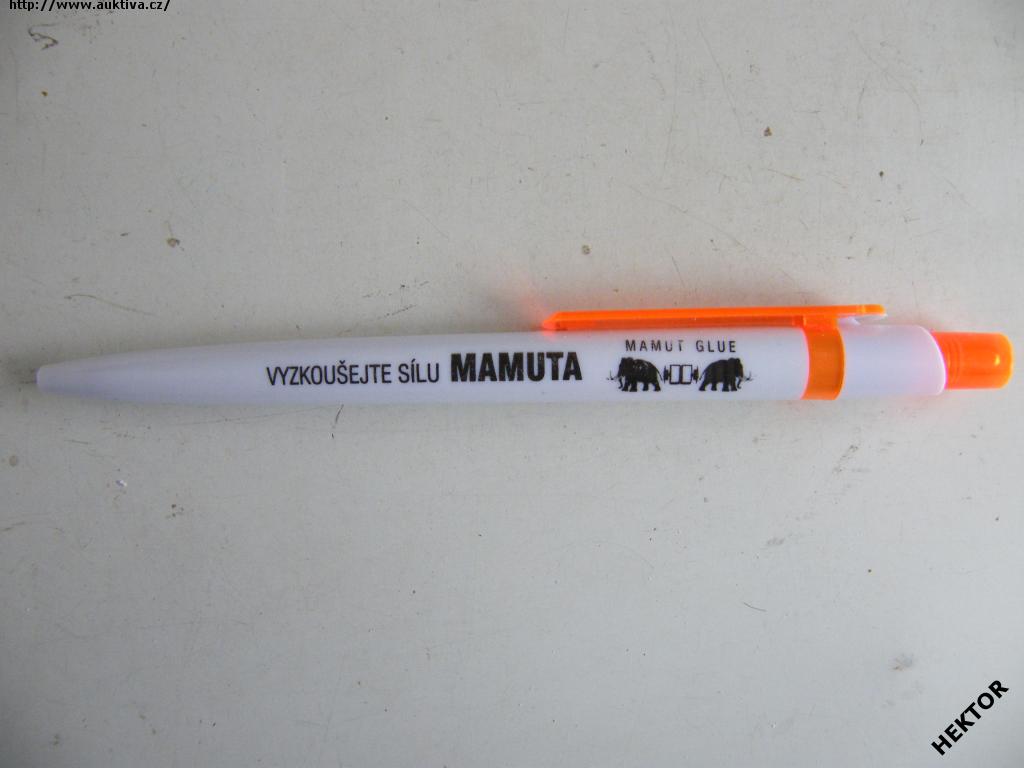 http://www.auktiva.cz/
MAMUT GLUE
VYZKOUŠEJTE SÍLU MAMUTA
HEKTOR